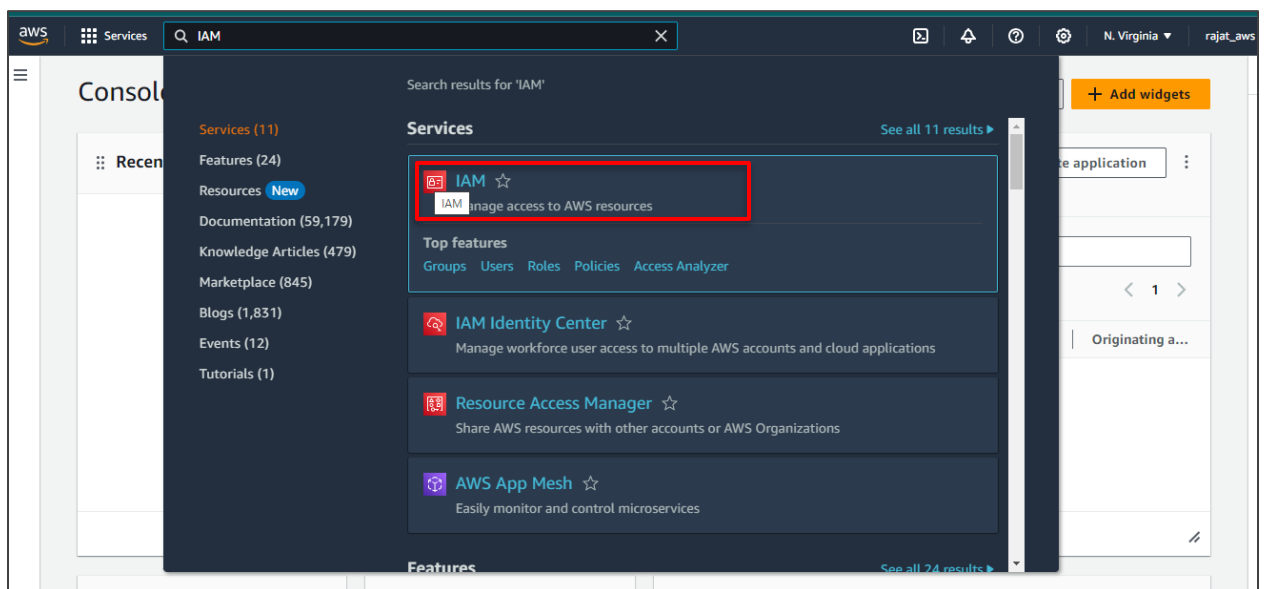 aws Services IAM N. Virginia rajat_aws
Search results for 'IAM'
Services (11)
Features (24)
Resources New
Documentation (59,179)
Knowledge Articles (479)
Marketplace (845)
Blogs (1,831)
Events (12)
Tutorials (1)
Services See all 11 results
IAM
IAM
anage access to AWS resources
Top features
Groups Users Roles Policies Access Analyzer
IAM Identity Center
Manage workforce user access to multiple AWS accounts and cloud applications
Resource Access Manager
Share AWS resources with other accounts or AWS Organizations
AWS App Mesh
Easily monitor and control microservices
Features See all 24 results
Consol
Recen
+ Add widgets
te application
1
Originating a...